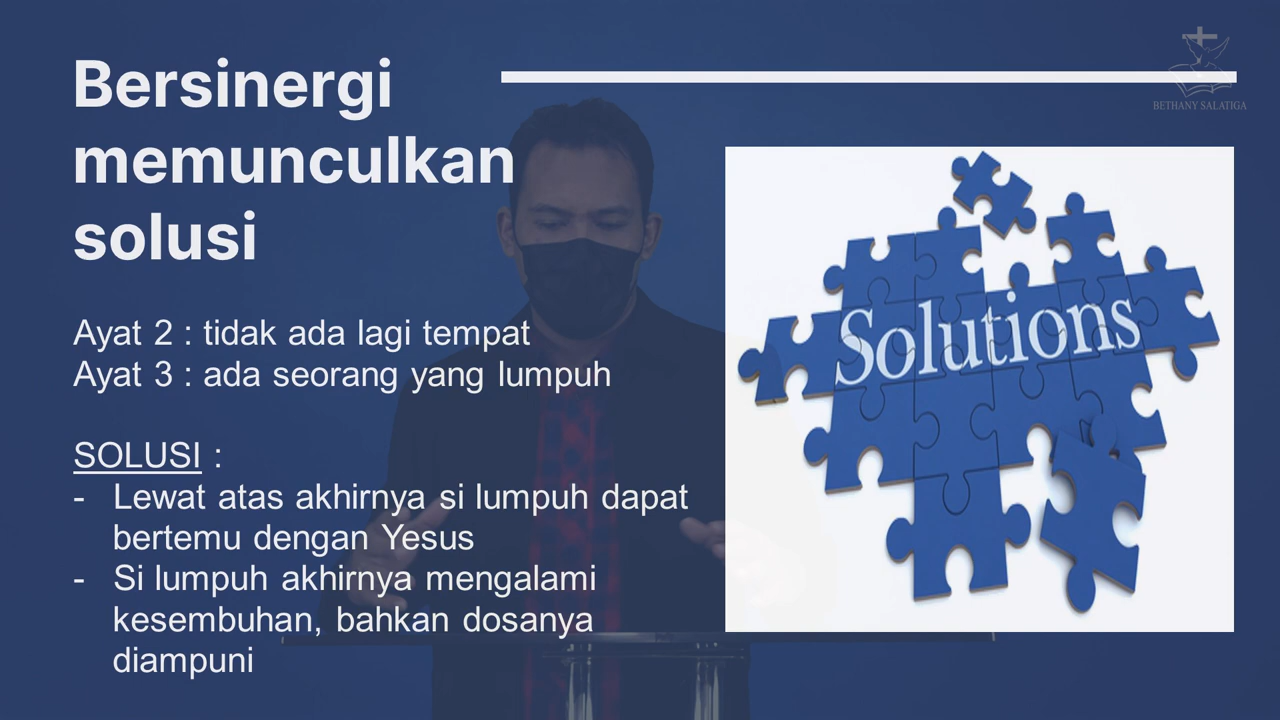 Bersinergi
memunculkan
solusi
BETHANY SALATIGA
Solutions
Ayat 2 : tidak ada lagi tempat
Ayat 3 : ada seorang yang lumpuh
SOLUSI :
- Lewat atas akhirnya si lumpuh dapat
bertemu dengan Yesus
- Si lumpuh akhirnya mengalami
kesembuhan, bahkan dosanya
diampuni